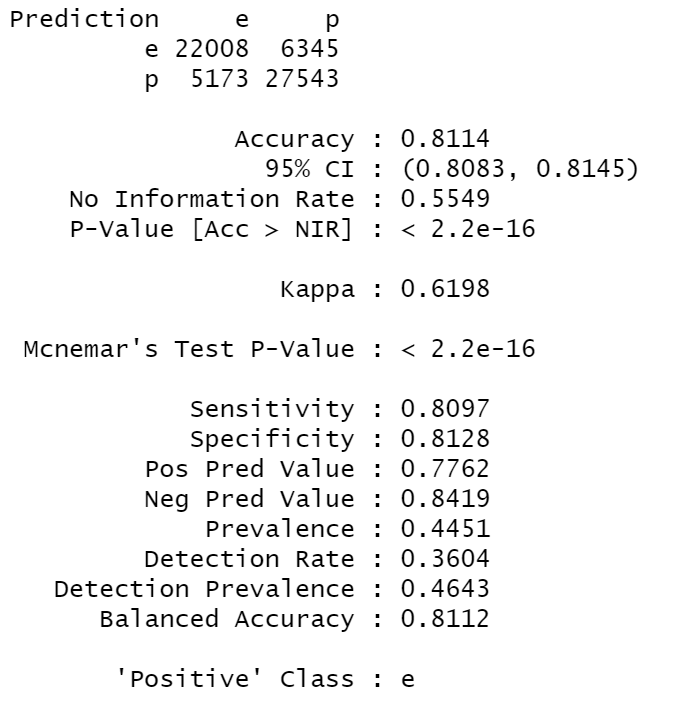 Prediction e p
e 22008 6345
p 5173 27543
Accuracy : 0.8114
95% CI : (0.8083, 0.8145)
No Information Rate : 0.5549
P-Value [Acc > NIR] : < 2.2e-16
Kappa : 0.6198
Mcnemar's Test P-Value : < 2.2e-16
Sensitivity : 0.8097
Specificity : 0.8128
Pos Pred Value : 0.7762
Neg Pred Value : 0.8419
Prevalence : 0.4451
Detection Rate : 0.3604
Detection Prevalence : 0.4643
Balanced Accuracy : 0.8112
'Positive' Class : e